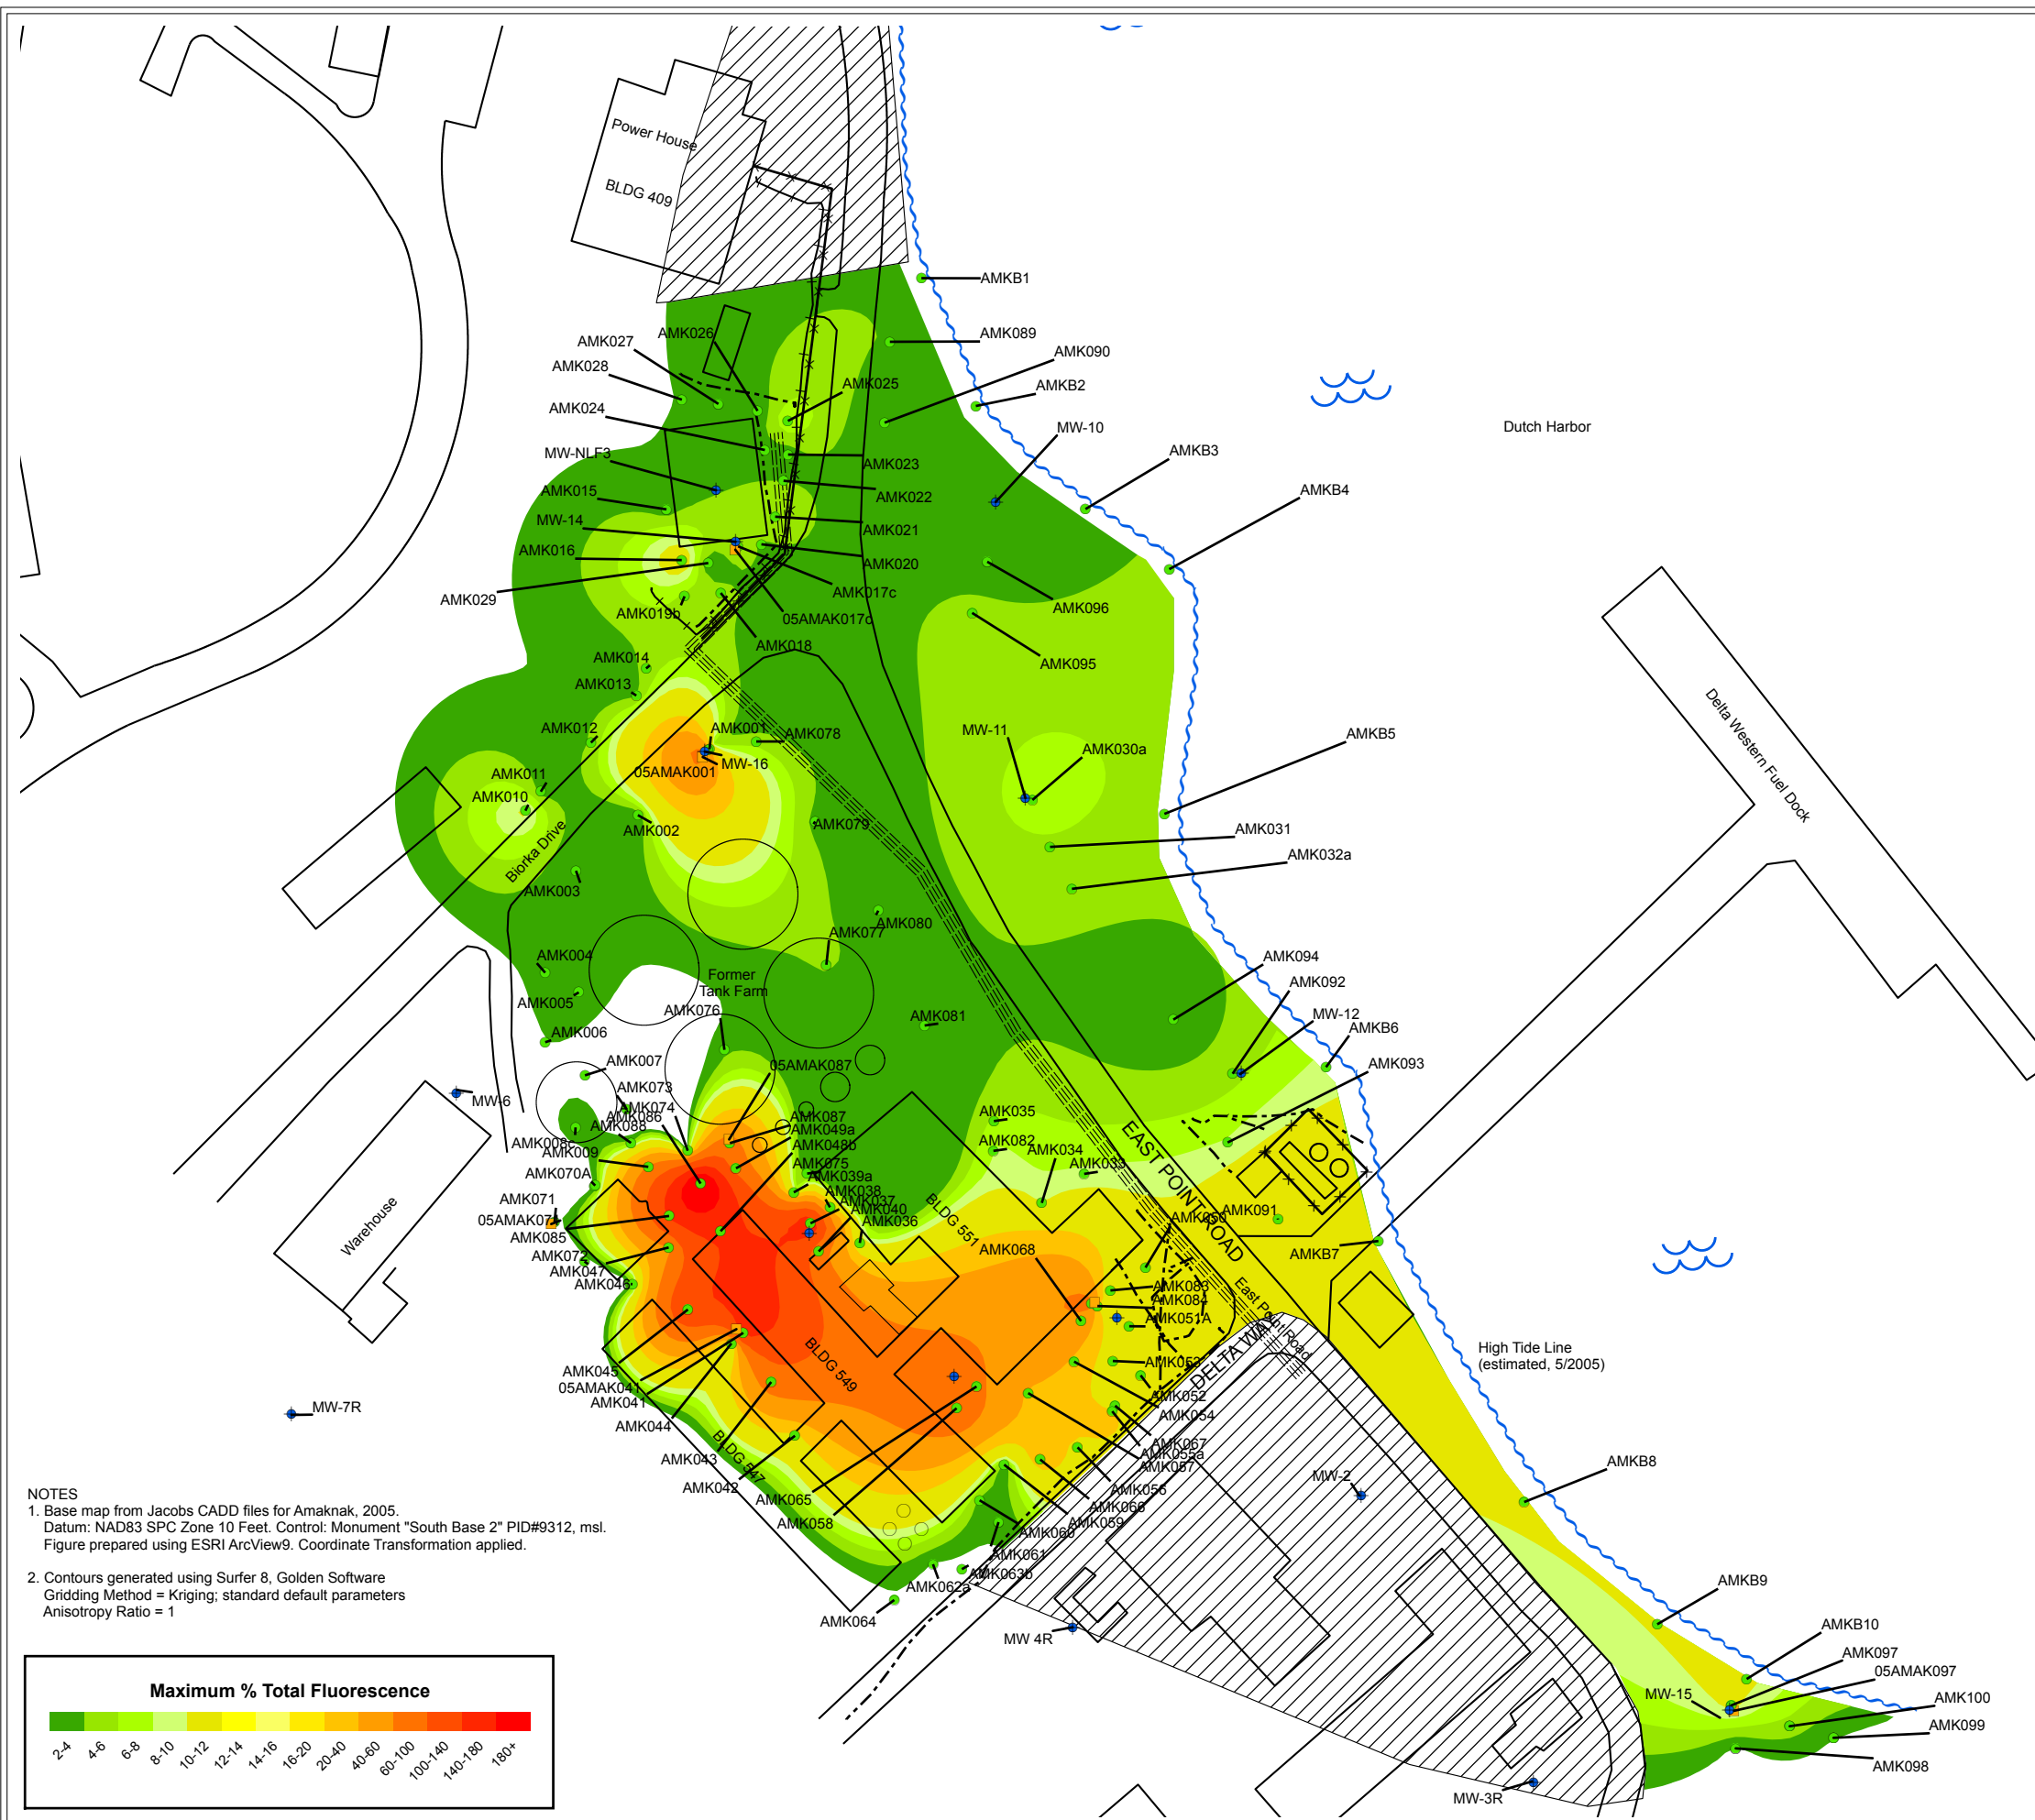 Power House
BLDG 409
AMKB1
AMK089
AMK026
AMK027
AMK090
AMK028
AMKB2
AMK025
AMK024
MW-10
Dutch Harbor
MW-NLF3
AMKB3
AMK023
AMK015
AMKB4
AMK022
MW-14
AMK021
AMK016
AMK020
AMK017c
AMK029
AMK096
AMK019b
05AMAK017c
AMK018
AMK014
AMK095
AMK013
Delta Western Fuel Dock
AMK012
AMK001
AMK078
MW-11
AMKB5
AMK030a
MW-16
05AMAK001
AMK011
AMK010
AMK002
AMK079
AMK031
Biorka Drive
AMK032a
AMK003
AMK080
AMK077
AMK004
AMK094
Former
Tank Farm
AMK092
AMK005
AMK076
AMK081
MW-12
AMK006
AMKB6
AMK007
05AMAK087
AMK093
MW-6
AMK073
AMK074
AMK086
AMK087
AMK035
AMK088
AMK049a
AMK008c
AMK048b
AMK082
AMK034
EAST POINT ROAD
AMK009
AMK075
AMK033
AMK070A
AMK039a
AMK038
AMK071
AMK037
BLDG 551
AMK040
AMK091
AMK050
05AMAK071
Warehouse
AMK036
AMK085
AMK068
AMKB7
AMK072
AMK047
AMK046
AMK083
AMK084
East Point Road
AMK051A
DELTA WAY
High Tide Line
(estimated, 5/2005)
BLDG 549
AMK053
AMK045
05AMAK041
AMK041
AMK052
MW-7R
AMK054
AMK044
AMK067
AMK055a
BLDG 547
AMK043
AMK057
AMKB8
MW-2
AMK042
AMK056
AMK065
AMK066
AMK058
AMK059
AMK060
AMK061
AMK063b
AMK062a
AMKB9
AMK064
MW 4R
AMKB10
AMK097
05AMAK097
MW-15
AMK100
AMK099
AMK098
MW-3R
NOTES
1. Base map from Jacobs CADD files for Amaknak, 2005.
Datum: NAD83 SPC Zone 10 Feet. Control: Monument "South Base 2" PID#9312, msl.
Figure prepared using ESRI ArcView9. Coordinate Transformation applied.
2. Contours generated using Surfer 8, Golden Software
Gridding Method = Kriging; standard default parameters
Anisotropy Ratio = 1
Maximum % Total Fluorescence
2-4
4-6
6-8
8-10
10-12
12-14
14-16
16-20
20-40
40-60
60-100
100-140
140-180
180+